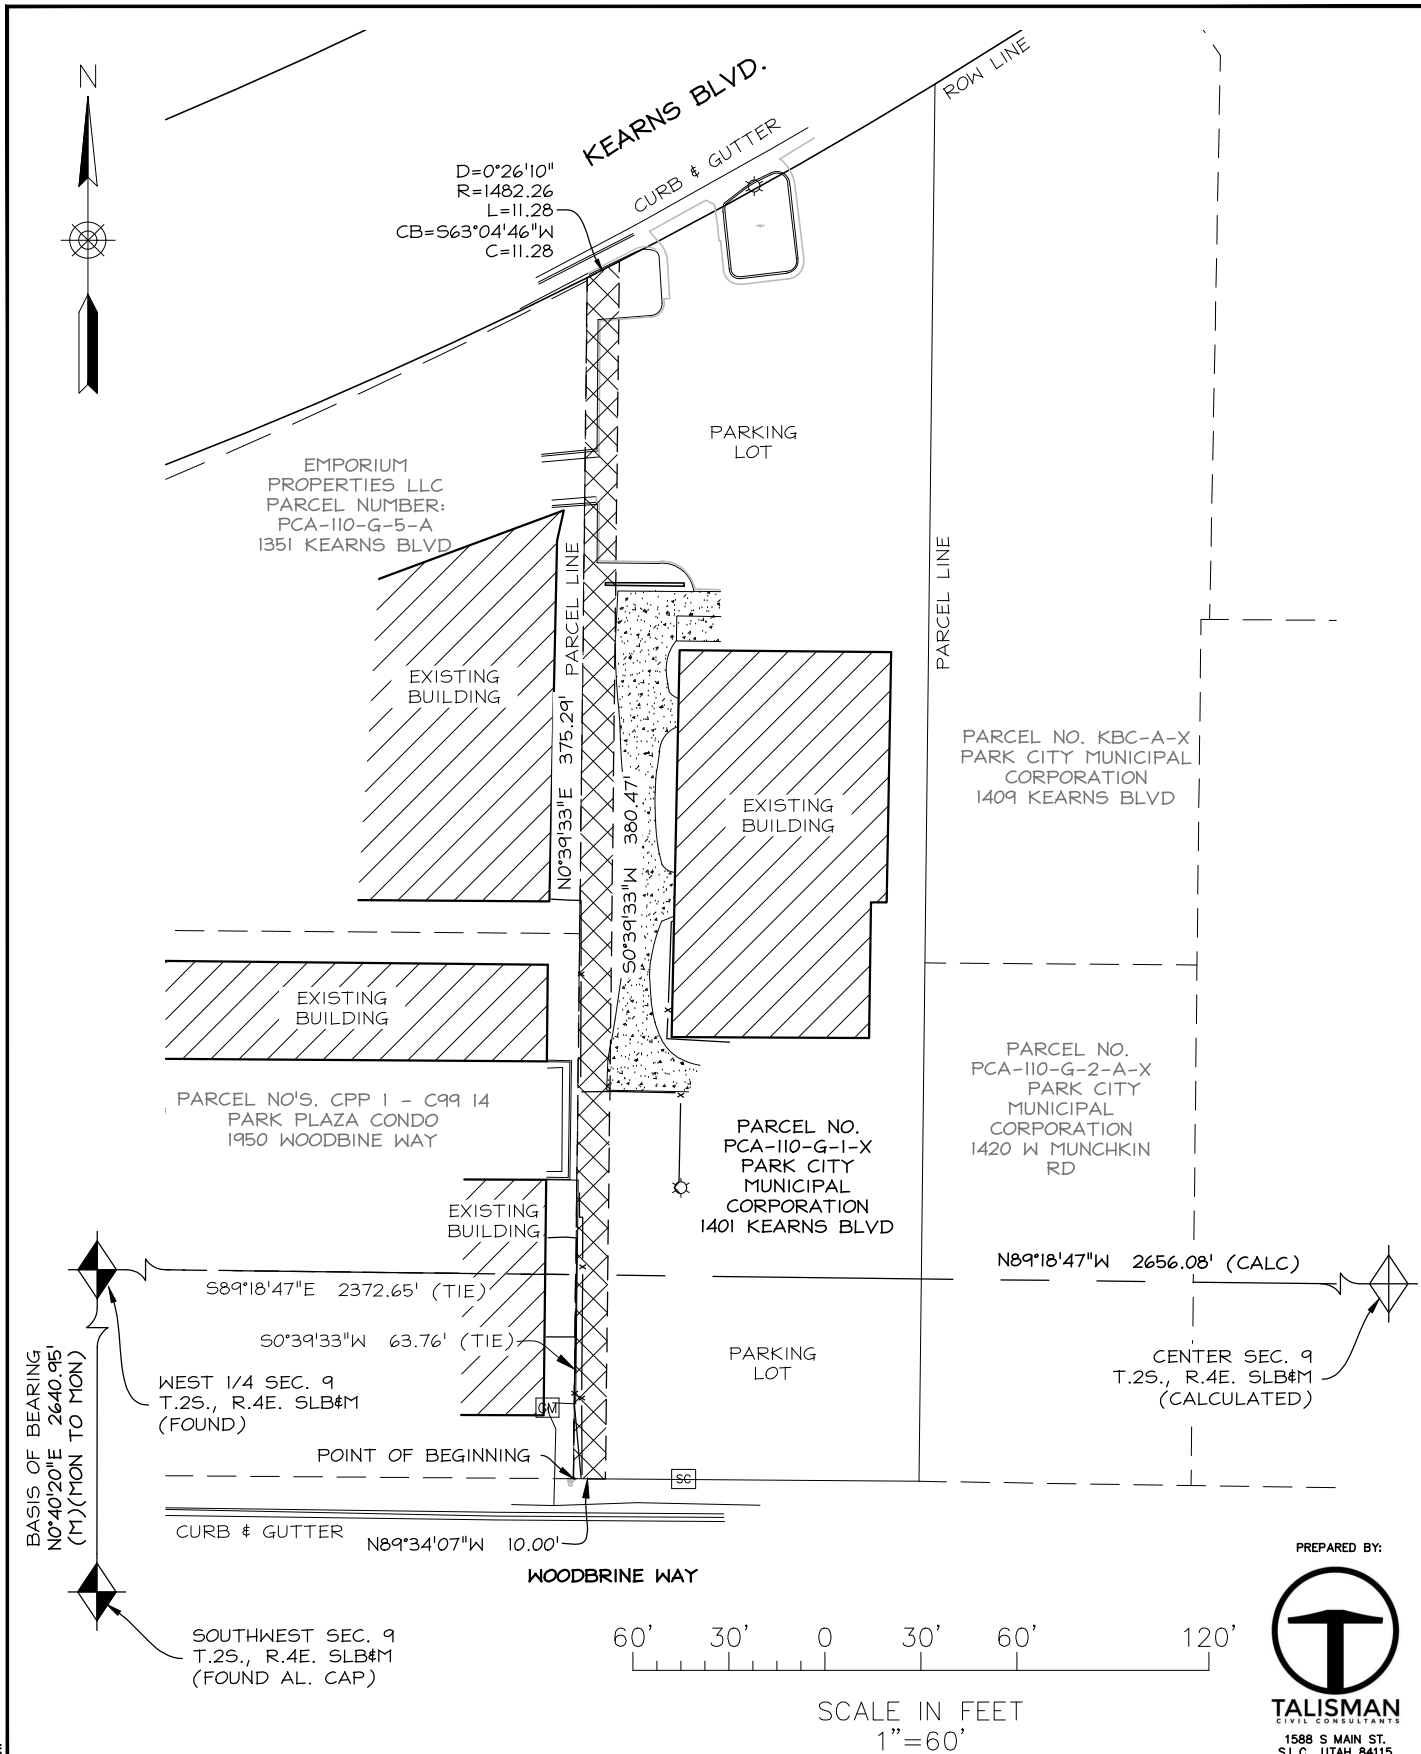 N
KEARNS BLVD.
ROW LINE
CURB & GUTTER
D=0°26'10"
R=1482.26
L=11.28
CB=S63°04'46"W
C=11.28
PARKING
LOT
EMPORIUM
PROPERTIES LLC
PARCEL NUMBER:
PCA-110-G-5-A
1351 KEARNS BLVD
PARCEL LINE
PARCEL LINE
EXISTING
BUILDING
N0°39'33"E 375.29'
S0°39'33"W 380.47'
EXISTING
BUILDING
PARCEL NO. KBC-A-X
PARK CITY MUNICIPAL
CORPORATION
1409 KEARNS BLVD
EXISTING
BUILDING
PARCEL NO'S. CPP 1 - C99 14
PARK PLAZA CONDO
1950 WOODBINE WAY
PARCEL NO.
PCA-110-G-2-A-X
PARK CITY
MUNICIPAL
CORPORATION
1420 W MUNCHKIN
RD
PARCEL NO.
PCA-110-G-1-X
PARK CITY
MUNICIPAL
CORPORATION
1401 KEARNS BLVD
EXISTING
BUILDING
N89°18'47"W 2656.08' (CALC)
S89°18'47"E 2372.65' (TIE)
S0°39'33"W 63.76' (TIE)
PARKING
LOT
CENTER SEC. 9
T.2S., R.4E. SLB&M
(CALCULATED)
WEST 1/4 SEC. 9
T.2S., R.4E. SLB&M
(FOUND)
BASIS OF BEARING
N0°40'20"E 2640.95'
(M)(MON TO MON)
GM
POINT OF BEGINNING
SC
CURB & GUTTER
N89°34'07"W 10.00'
WOODBRINE WAY
SOUTHWEST SEC. 9
T.2S., R.4E. SLB&M
(FOUND AL. CAP)
60' 30' 0 30' 60' 120'
SCALE IN FEET
1"=60'
PREPARED BY:
TALISMAN
CIVIL CONSULTANTS
1588 S MAIN ST.
S.L.C. UTAH 84115